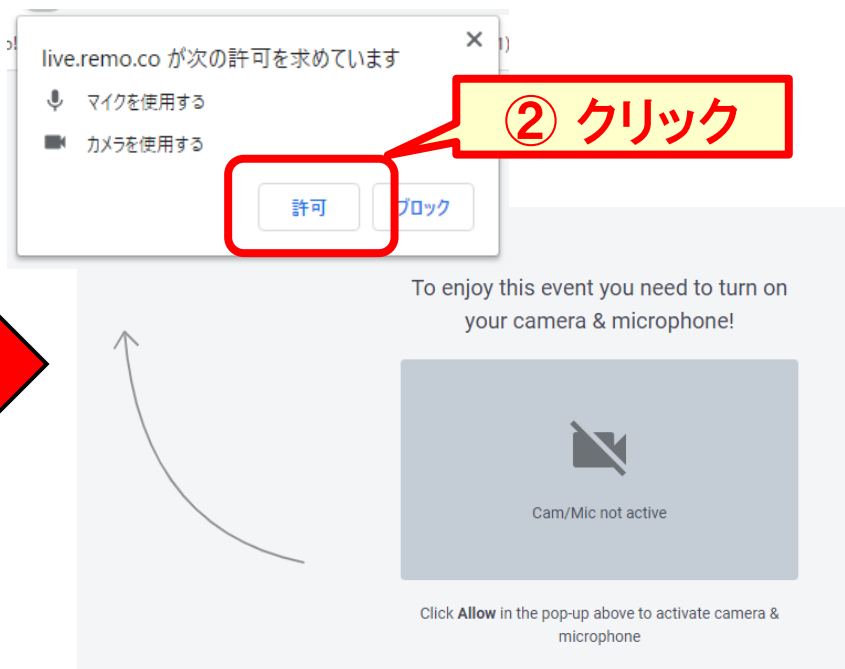 live.remo.co が次の許可を求めています
マイクを使用する
カメラを使用する
② クリック
許可
ブロック
To enjoy this event you need to turn on
your camera & microphone!
Cam/Mic not active
Click Allow in the pop-up above to activate camera &
microphone